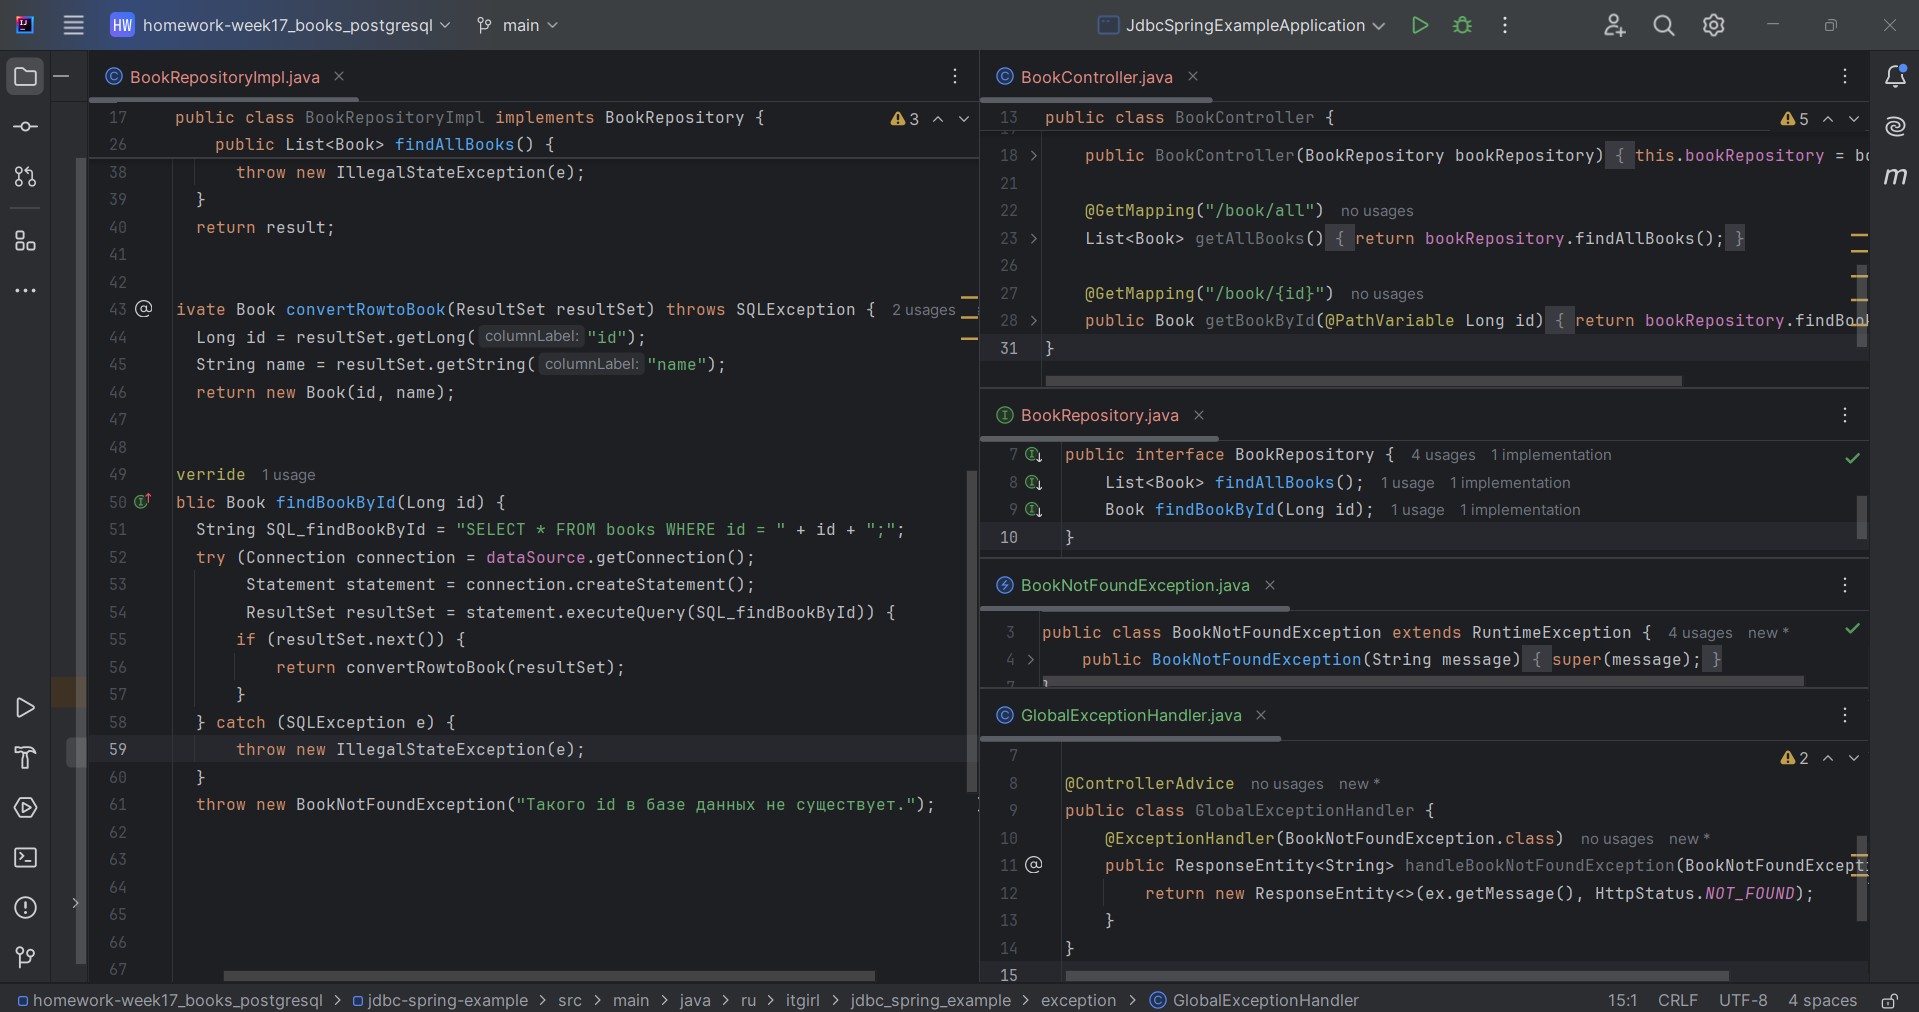 HW homework-week17_books_postgresql main JdbcSpringExampleApplication
BookRepositoryImpl.java
17 public class BookRepositoryImpl implements BookRepository { 3
26 public List<Book> findAllBooks() {
38 throw new IllegalStateException(e);
39 }
40 return result;
41
42
43 @ ivate Book convertRowtoBook(ResultSet resultSet) throws SQLException { 2 usages
44 Long id = resultSet.getLong( columnLabel: "id");
45 String name = resultSet.getString( columnLabel: "name");
46 return new Book(id, name);
47
48
49 verride 1 usage
50 blic Book findBookById(Long id) {
51 String SQL_findBookById = "SELECT * FROM books WHERE id = " + id + ";";
52 try (Connection connection = dataSource.getConnection();
53 Statement statement = connection.createStatement();
54 ResultSet resultSet = statement.executeQuery(SQL_findBookById)) {
55 if (resultSet.next()) {
56 return convertRowtoBook(resultSet);
57 }
58 } catch (SQLException e) {
59 throw new IllegalStateException(e);
60 }
61 throw new BookNotFoundException("Такого id в базе данных не существует.");
62
63
64
65
66
67
BookController.java
13 public class BookController { 5
18 public BookController(BookRepository bookRepository) { this.bookRepository = bo
21
22 @GetMapping("/book/all") no usages
23 List<Book> getAllBooks() { return bookRepository.findAllBooks(); }
26
27 @GetMapping("/book/{id}") no usages
28 public Book getBookById(@PathVariable Long id) { return bookRepository.findBook
31 }
BookRepository.java
7 public interface BookRepository { 4 usages 1 implementation
8 List<Book> findAllBooks(); 1 usage 1 implementation
9 Book findBookById(Long id); 1 usage 1 implementation
10 }
BookNotFoundException.java
3 public class BookNotFoundException extends RuntimeException { 4 usages new *
4 public BookNotFoundException(String message) { super(message); }
7 }
GlobalExceptionHandler.java
7 2
8 @ControllerAdvice no usages new *
9 public class GlobalExceptionHandler {
10 @ExceptionHandler(BookNotFoundException.class) no usages new *
11 @ public ResponseEntity<String> handleBookNotFoundException(BookNotFoundExcept
12 return new ResponseEntity<>(ex.getMessage(), HttpStatus.NOT_FOUND);
13 }
14 }
15
homework-week17_books_postgresql > jdbc-spring-example > src > main > java > ru > itgirl > jdbc_spring_example > exception > GlobalExceptionHandler 15:1 CRLF UTF-8 4 spaces